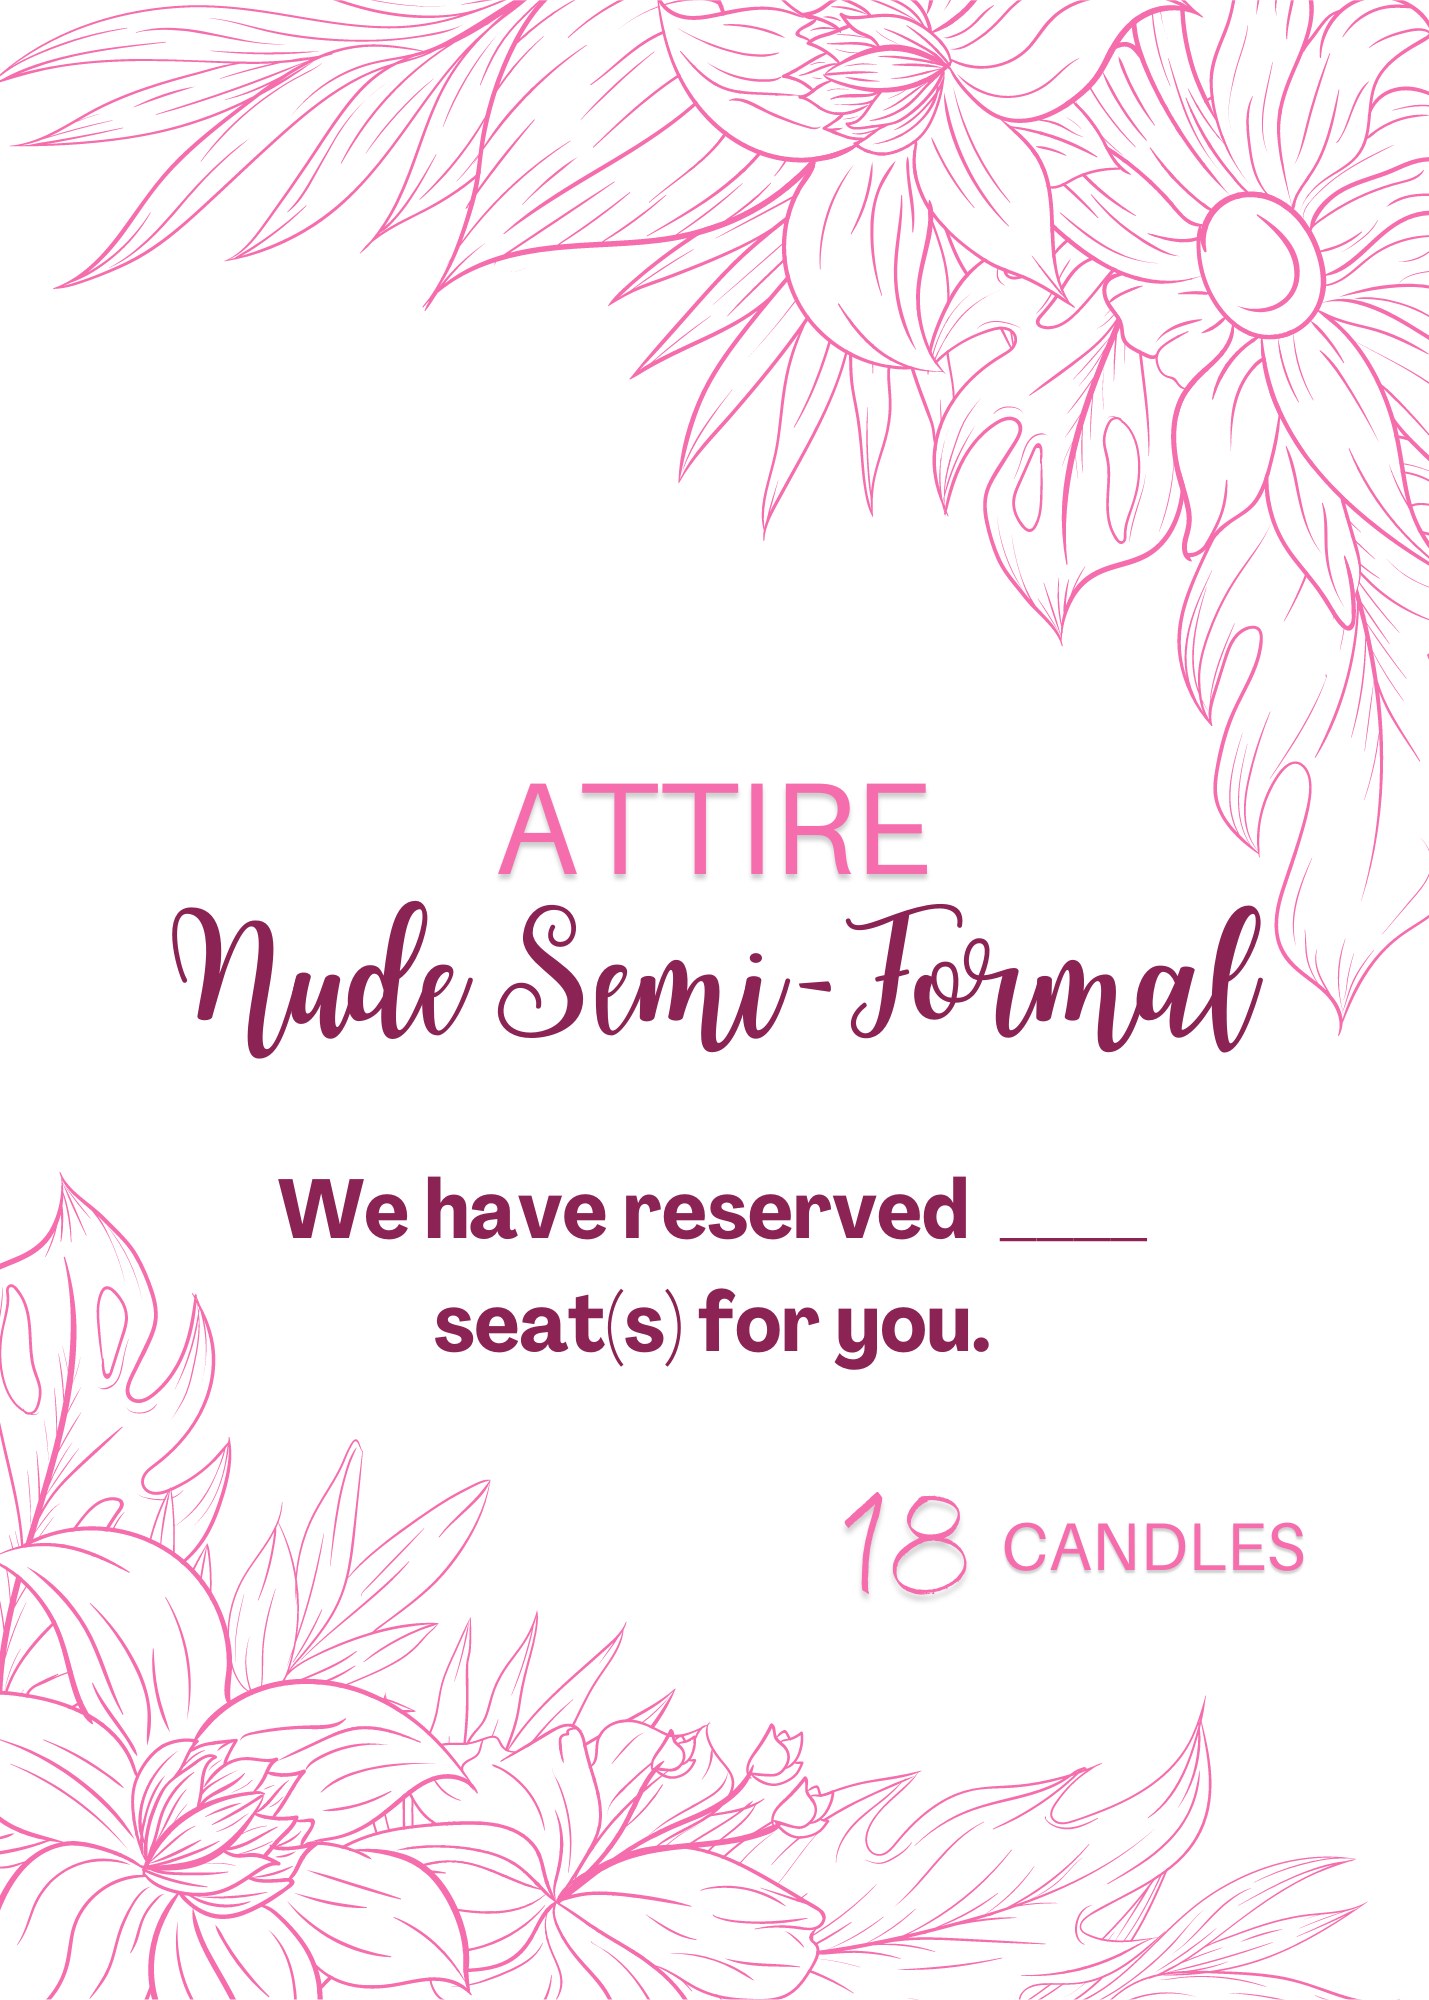 ATTIRE
Nude Semi-Formal
We have reserved ____
seat(s) for you.
18 CANDLES